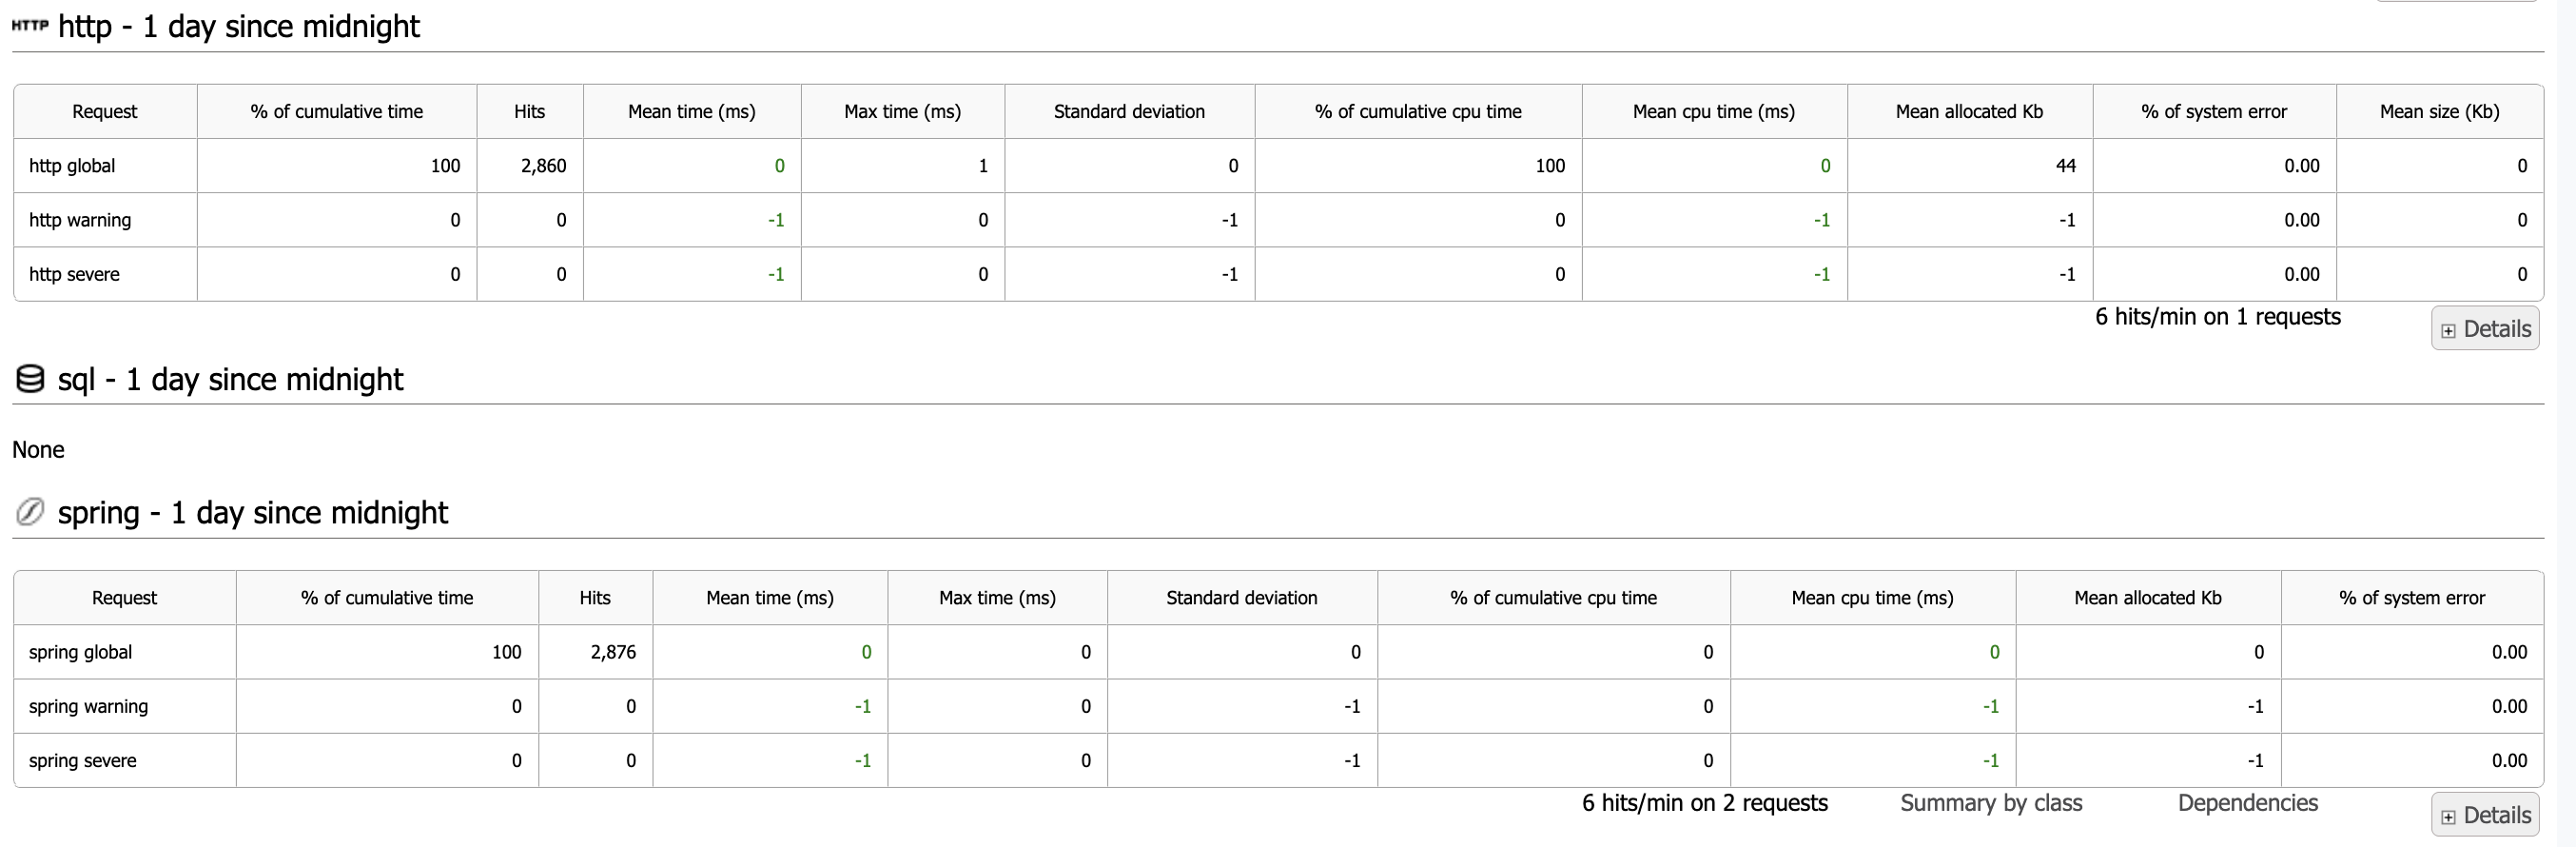 HTTP http - 1 day since midnight
Request % of cumulative time Hits Mean time (ms) Max time (ms) Standard deviation % of cumulative cpu time Mean cpu time (ms) Mean allocated Kb % of system error Mean size (Kb)
http global 100 2,860 0 1 0 100 0 44 0.00 0
http warning 0 0 -1 0 -1 0 -1 -1 0.00 0
http severe 0 0 -1 0 -1 0 -1 -1 0.00 0
6 hits/min on 1 requests Details
sql - 1 day since midnight
None
spring - 1 day since midnight
Request % of cumulative time Hits Mean time (ms) Max time (ms) Standard deviation % of cumulative cpu time Mean cpu time (ms) Mean allocated Kb % of system error
spring global 100 2,876 0 0 0 0 0 0 0.00
spring warning 0 0 -1 0 -1 0 -1 -1 0.00
spring severe 0 0 -1 0 -1 0 -1 -1 0.00
6 hits/min on 2 requests Summary by class Dependencies Details